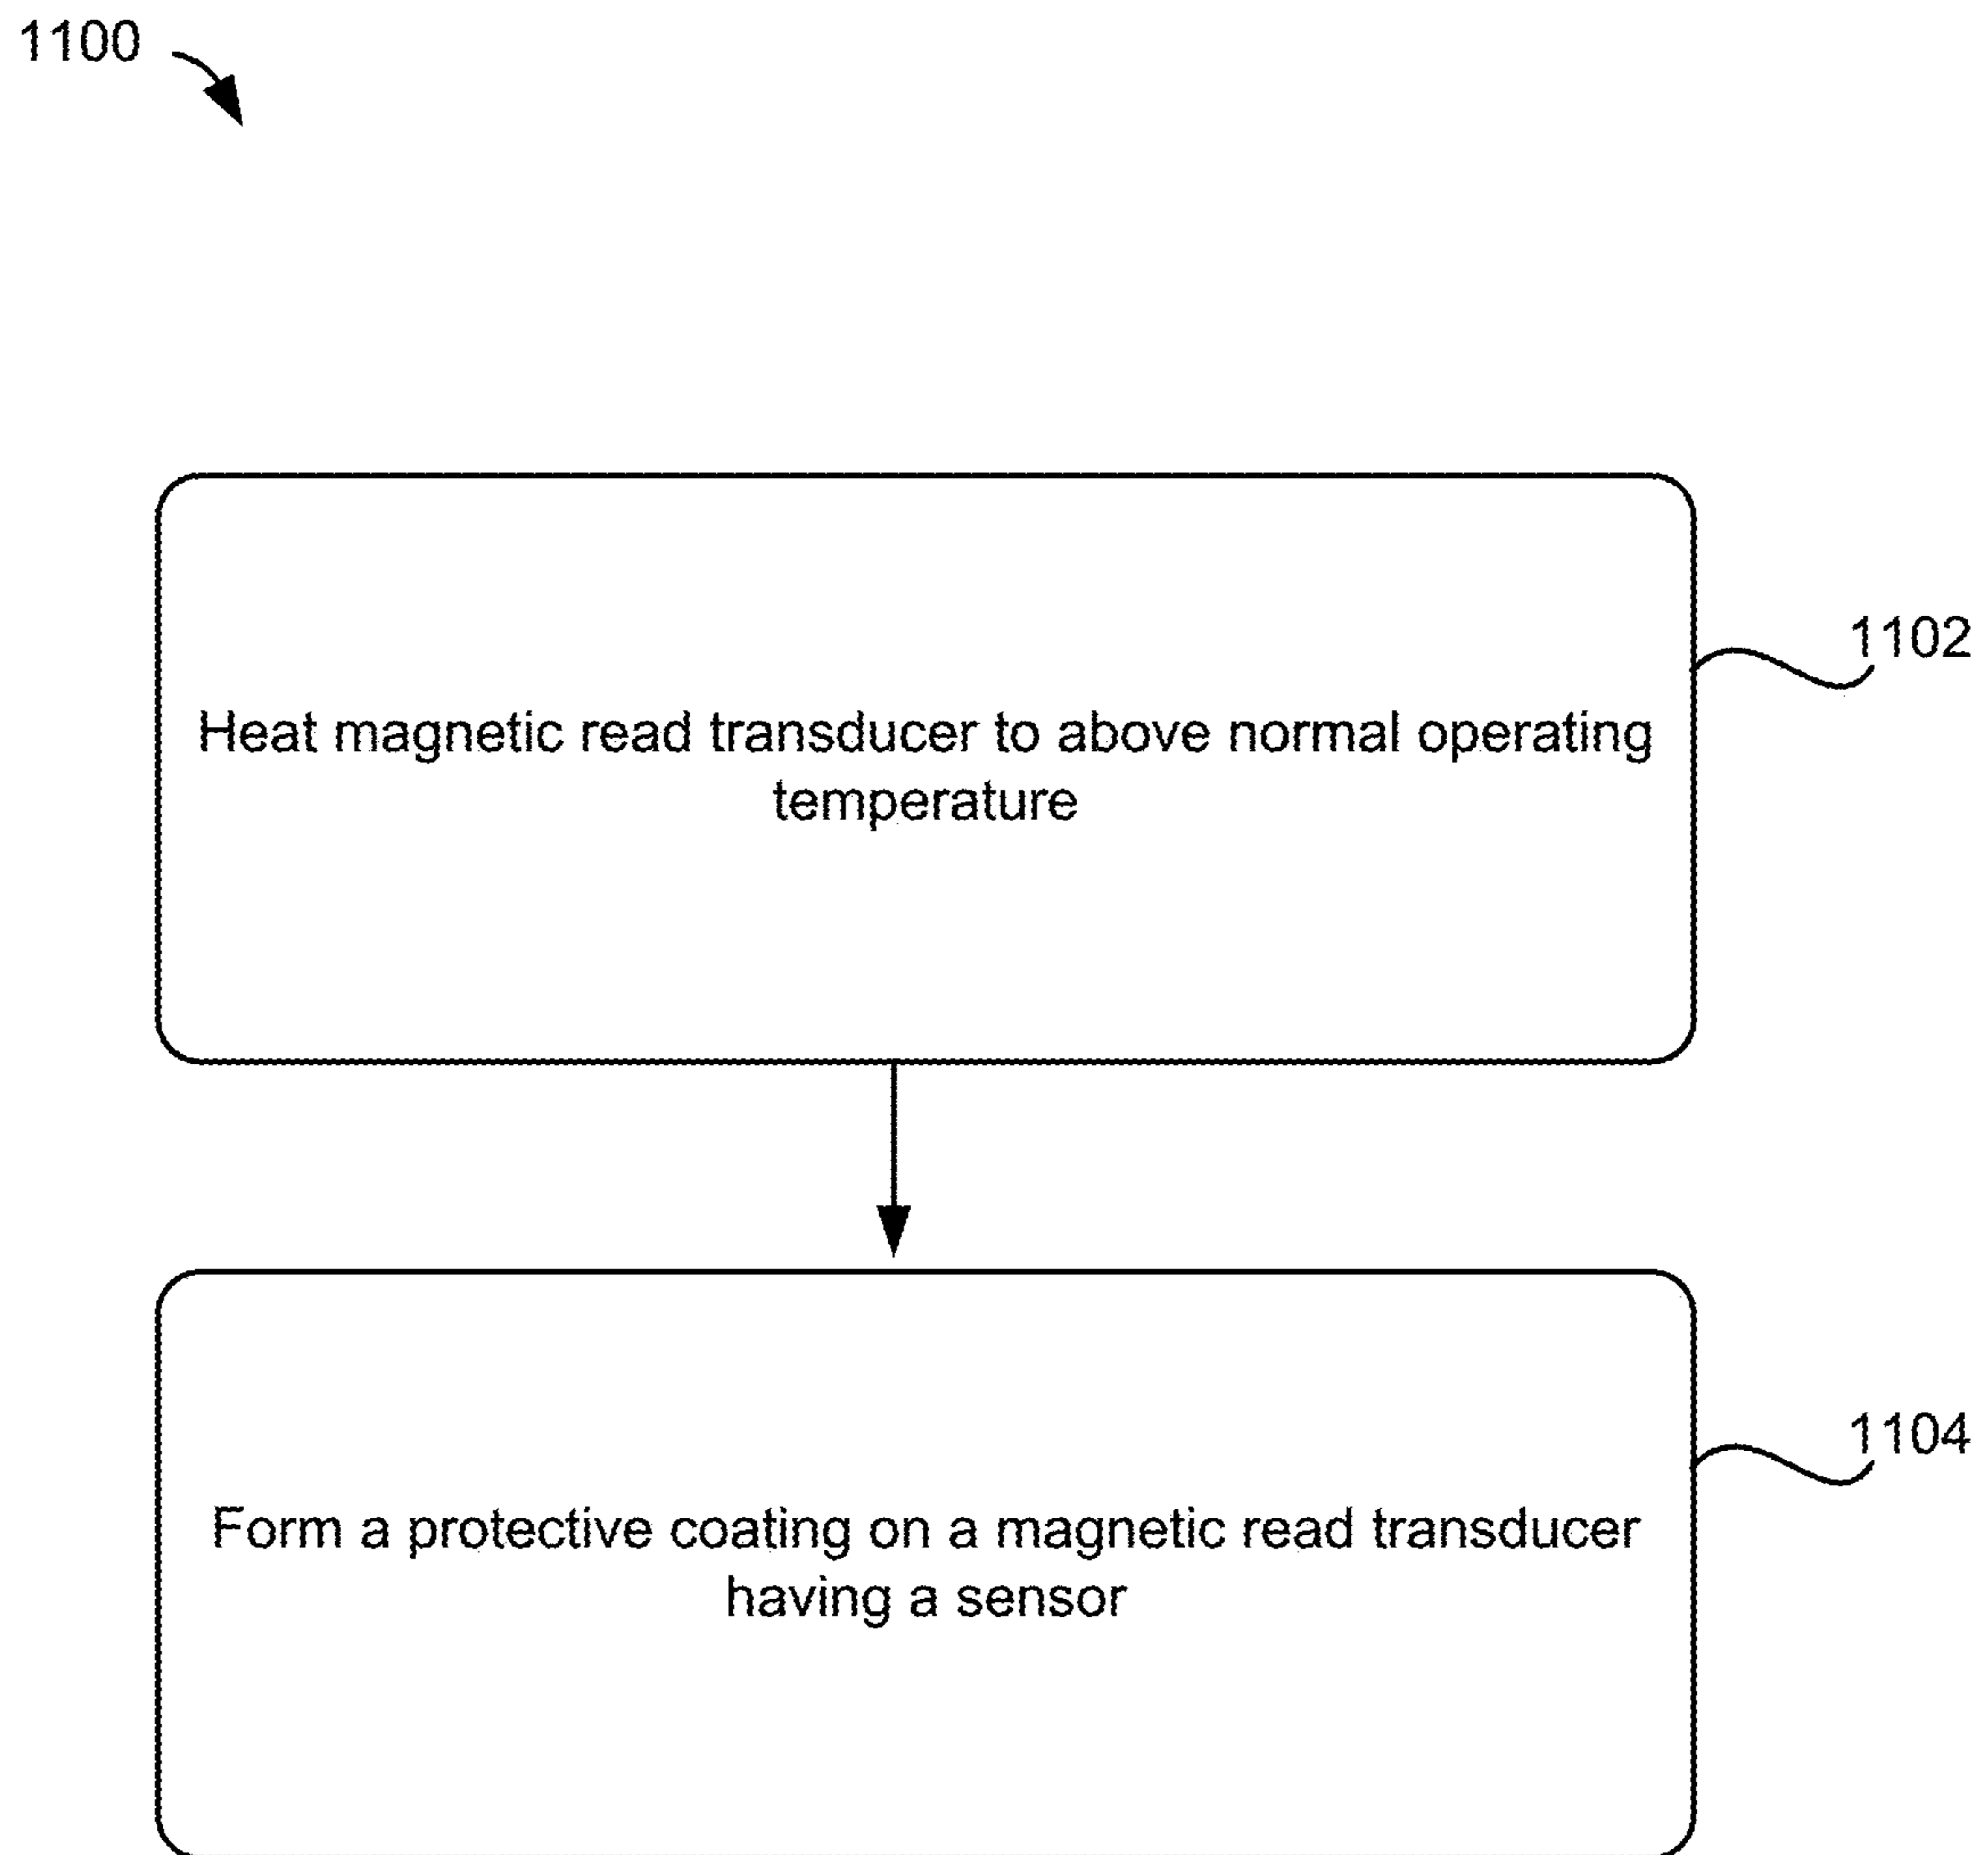 1100
1102
Heat magnetic read transducer to above normal operating
temperature
1104
Form a protective coating on a magnetic read transducer
having a sensor